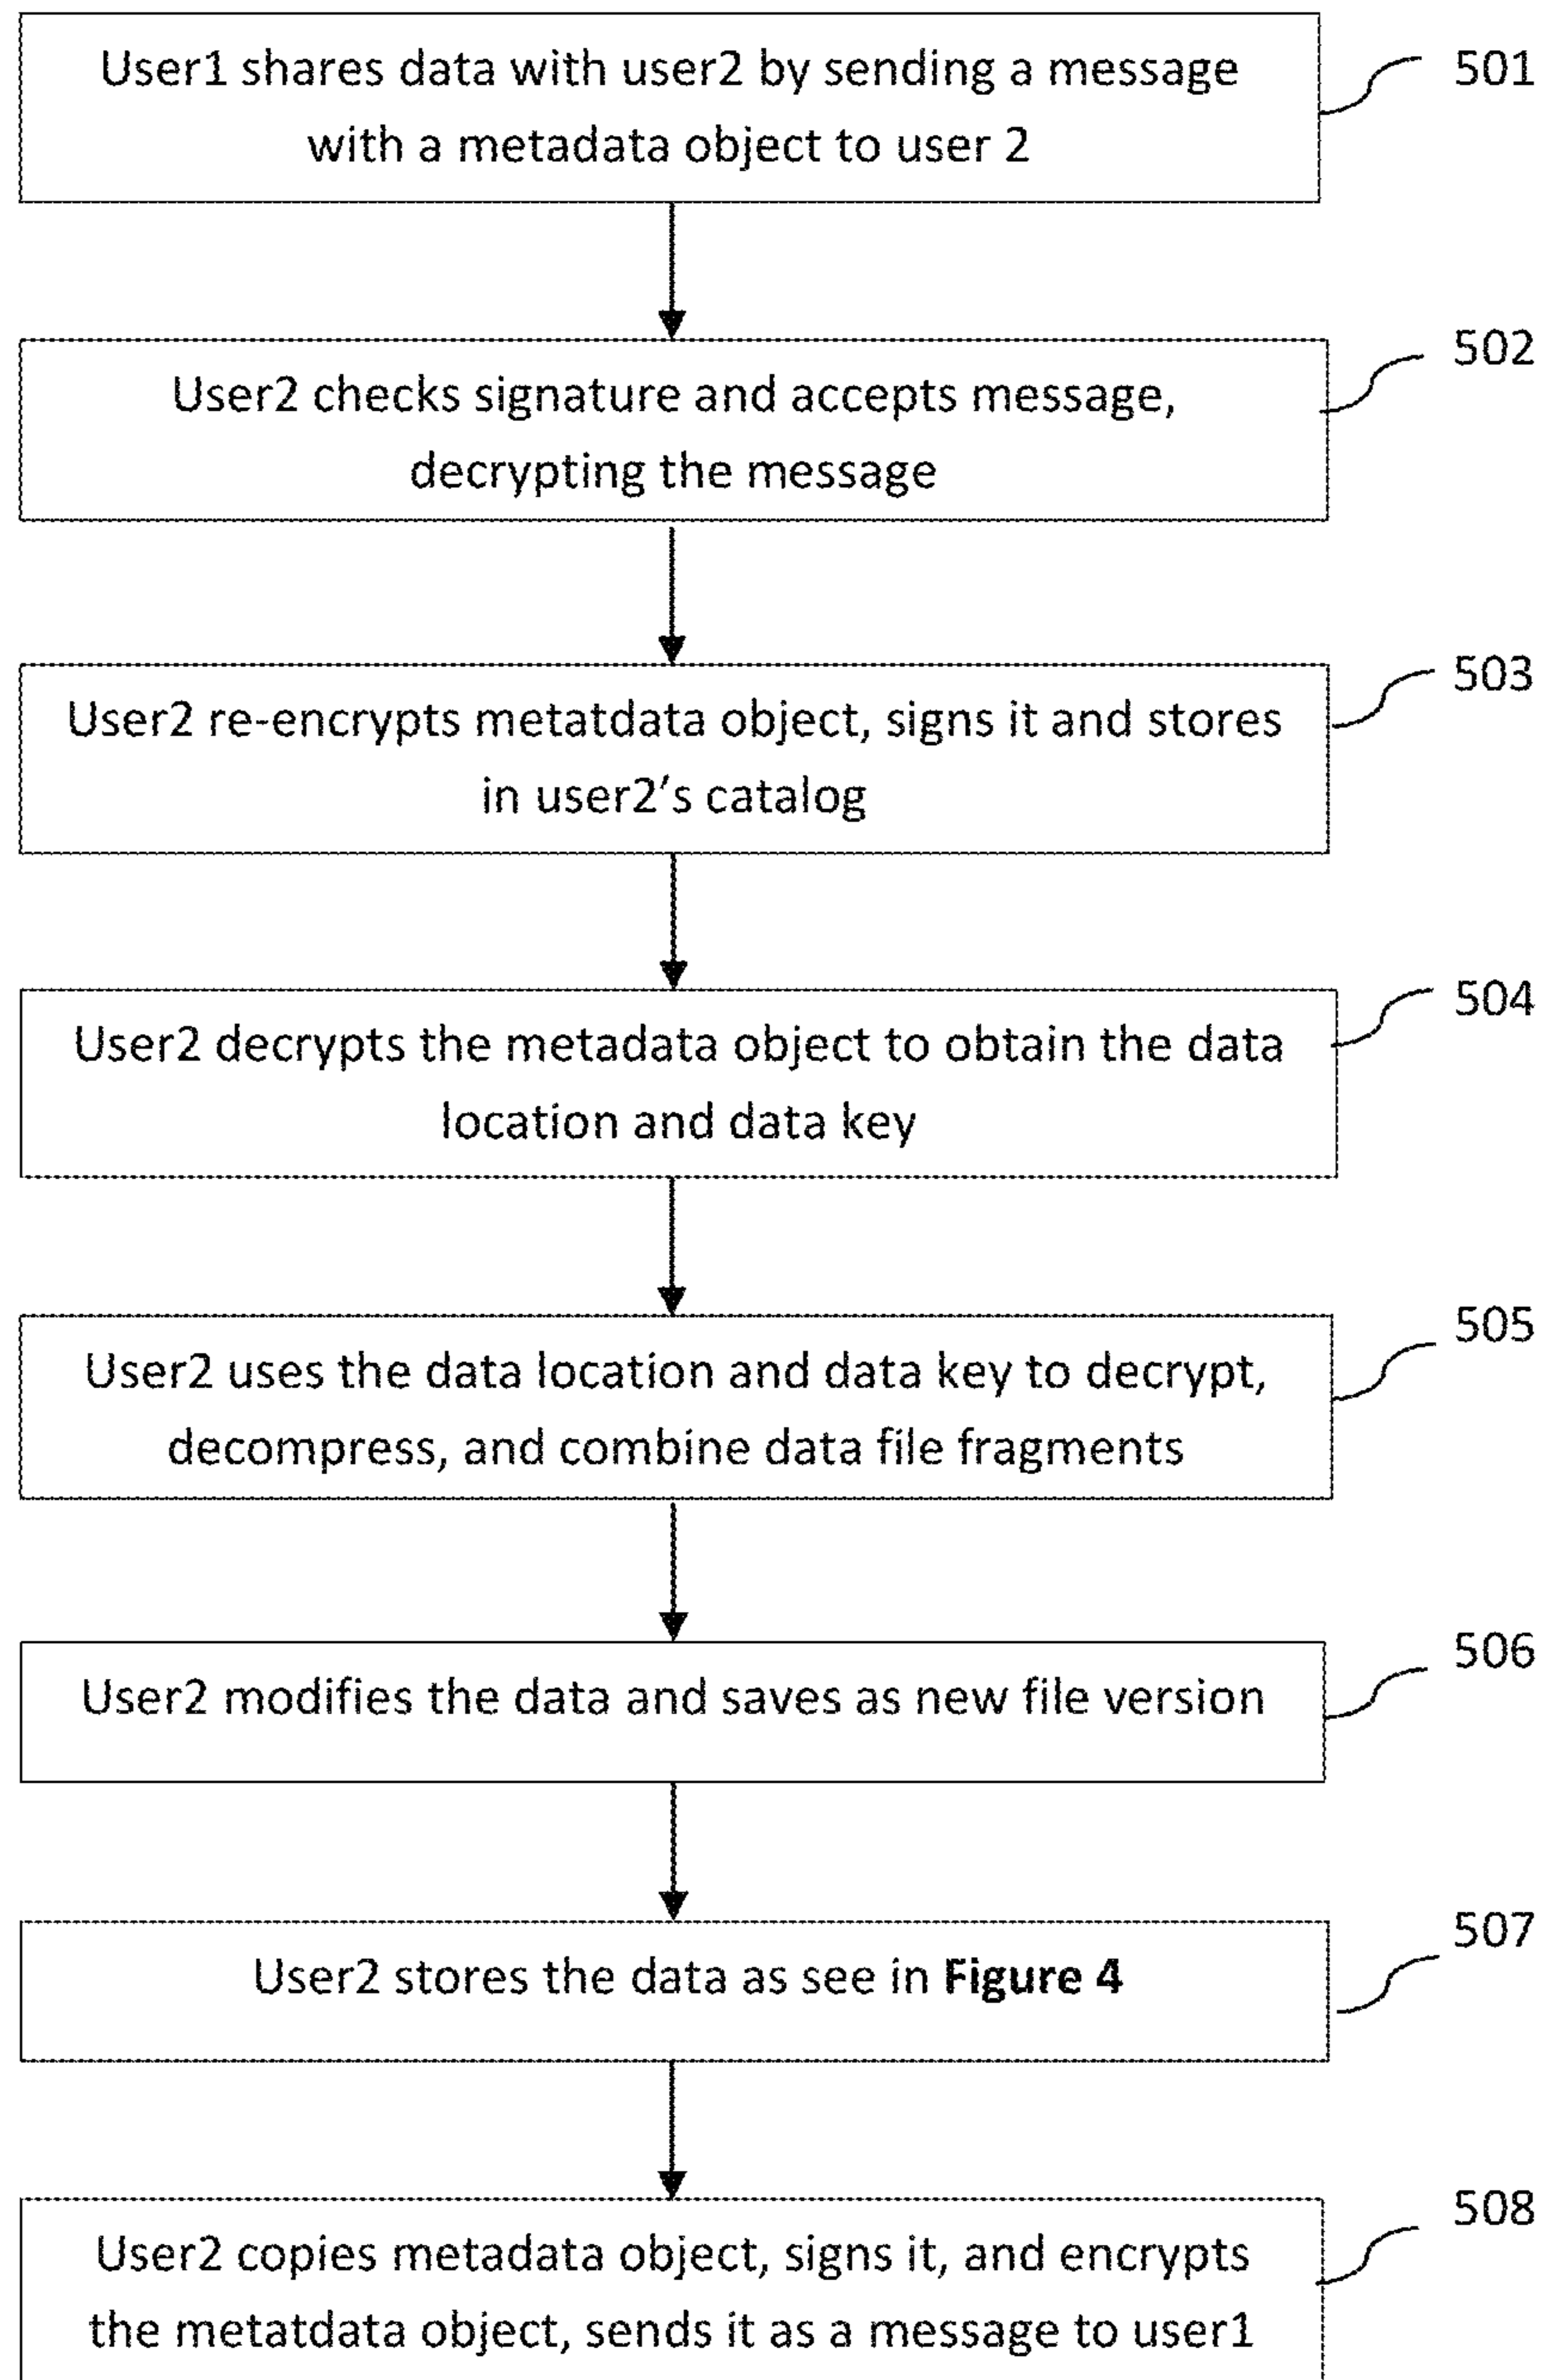 User1 shares data with user2 by sending a message
with a metadata object to user 2
501
User2 checks signature and accepts message,
decrypting the message
502
User2 re-encrypts metatdata object, signs it and stores
in user2’s catalog
503
User2 decrypts the metadata object to obtain the data
location and data key
504
User2 uses the data location and data key to decrypt,
decompress, and combine data file fragments
505
User2 modifies the data and saves as new file version
506
User2 stores the data as see in Figure 4
507
User2 copies metadata object, signs it, and encrypts
the metatdata object, sends it as a message to user1
508